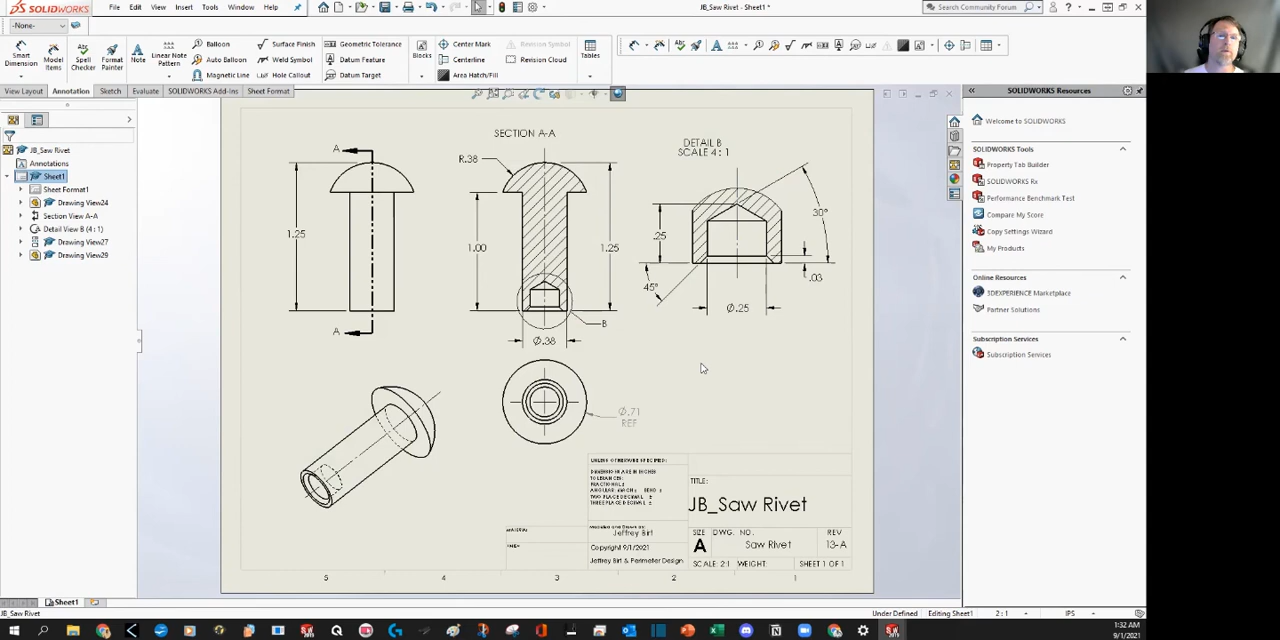 SOLIDWORKS
File
Edit
View
Insert
Tools
Window
Help
JB_Saw Rivet - Sheet1 *
Search Community Forum
-None-
Smart Dimension
Model Items
Spell Checker
Format Painter
Note
Linear Note Pattern
Balloon
Auto Balloon
Magnetic Line
Surface Finish
Weld Symbol
Hole Callout
Geometric Tolerance
Datum Feature
Datum Target
Blocks
Center Mark
Centerline
Area Hatch/Fill
Revision Symbol
Revision Cloud
Tables
View Layout
Annotation
Sketch
Evaluate
SOLIDWORKS Add-Ins
Sheet Format
JB_Saw Rivet
Annotations
Sheet1
Sheet Format1
Drawing View24
Section View A-A
Detail View B (4 : 1)
Drawing View27
Drawing View29
A
A
1.25
SECTION A-A
R.38
1.00
1.25
B
Ø.38
DETAIL B
SCALE 4 : 1
.25
30°
45°
.03
Ø.25
Ø.71
REF
UNLESS OTHERWISE SPECIFIED:
DIMENSIONS ARE IN INCHES
TOLERANCES:
FRACTIONAL±
TWO PLACE DECIMAL ±
THREE PLACE DECIMAL ±
Jeffrey Birt
Copyright 9/1/2021
Jeffrey Birt & Perimeter Design
TITLE:
JB_Saw Rivet
SIZE
A
DWG. NO.
Saw Rivet
REV
13-A
SCALE: 2:1
WEIGHT:
SHEET 1 OF 1
5
4
3
2
1
SOLIDWORKS Resources
Welcome to SOLIDWORKS
SOLIDWORKS Tools
Property Tab Builder
SOLIDWORKS Rx
Performance Benchmark Test
Compare My Score
Copy Settings Wizard
My Products
Online Resources
3DEXPERIENCE Marketplace
Partner Solutions
Subscription Services
Subscription Services
Sheet1
JB_Saw Rivet
Under Defined
Editing Sheet1
2 : 1
IPS
1:32 AM
9/1/2021